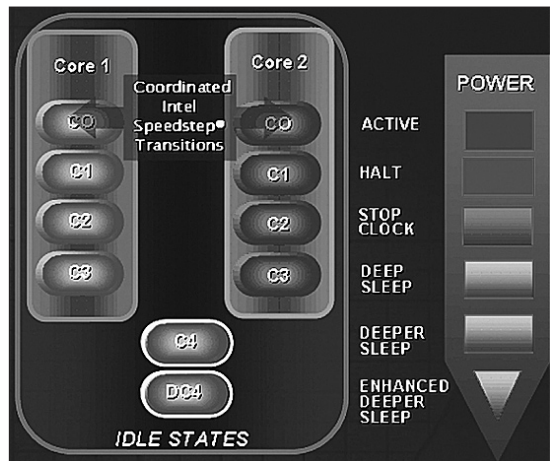 Core 1
Core 2
Coordinated
Intel
Speedstep®
Transitions
POWER
C0
C0
ACTIVE
C1
C1
HALT
C2
C2
STOP
CLOCK
C3
C3
DEEP
SLEEP
C4
DEEPER
SLEEP
DC4
ENHANCED
DEEPER
SLEEP
IDLE STATES